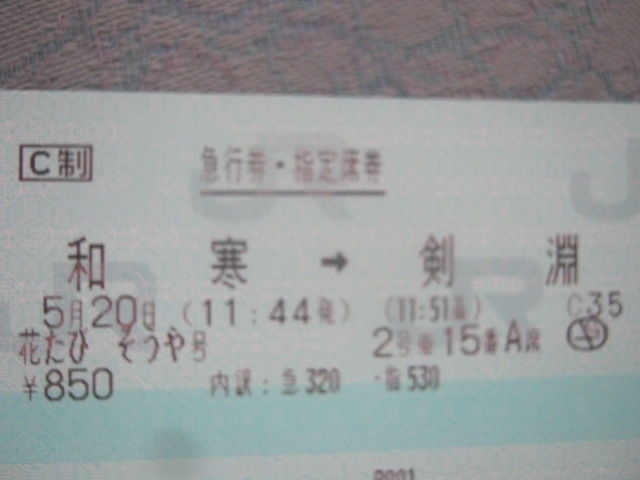 C制 急行券・指定席券
和寒 → 剣淵
5月20日 (11:44発) (11:51着) C35
花たび そうや号 2号車15番A席
¥850 内訳:急320・指530